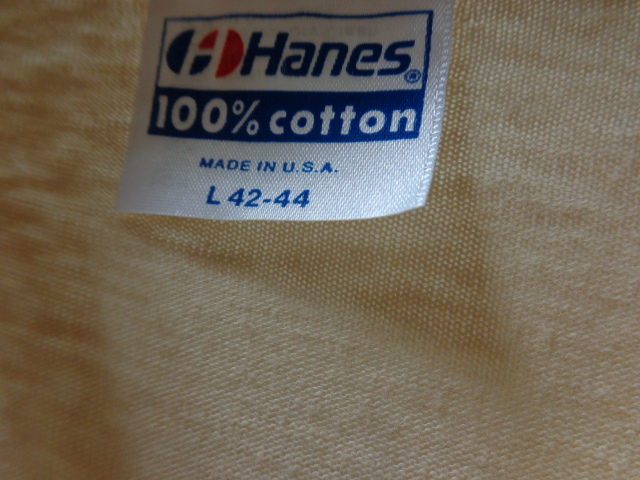 Hanes®
100% cotton
MADE IN U.S.A.
L 42-44